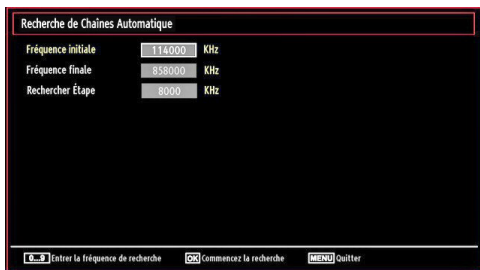 Recherche de Chaînes Automatique
Fréquence initiale 114000 KHz
Fréquence finale 858000 KHz
Rechercher Étape 8000 KHz
0...9 Entrer la fréquence de recherche OK Commencez la recherche MENU Quitter